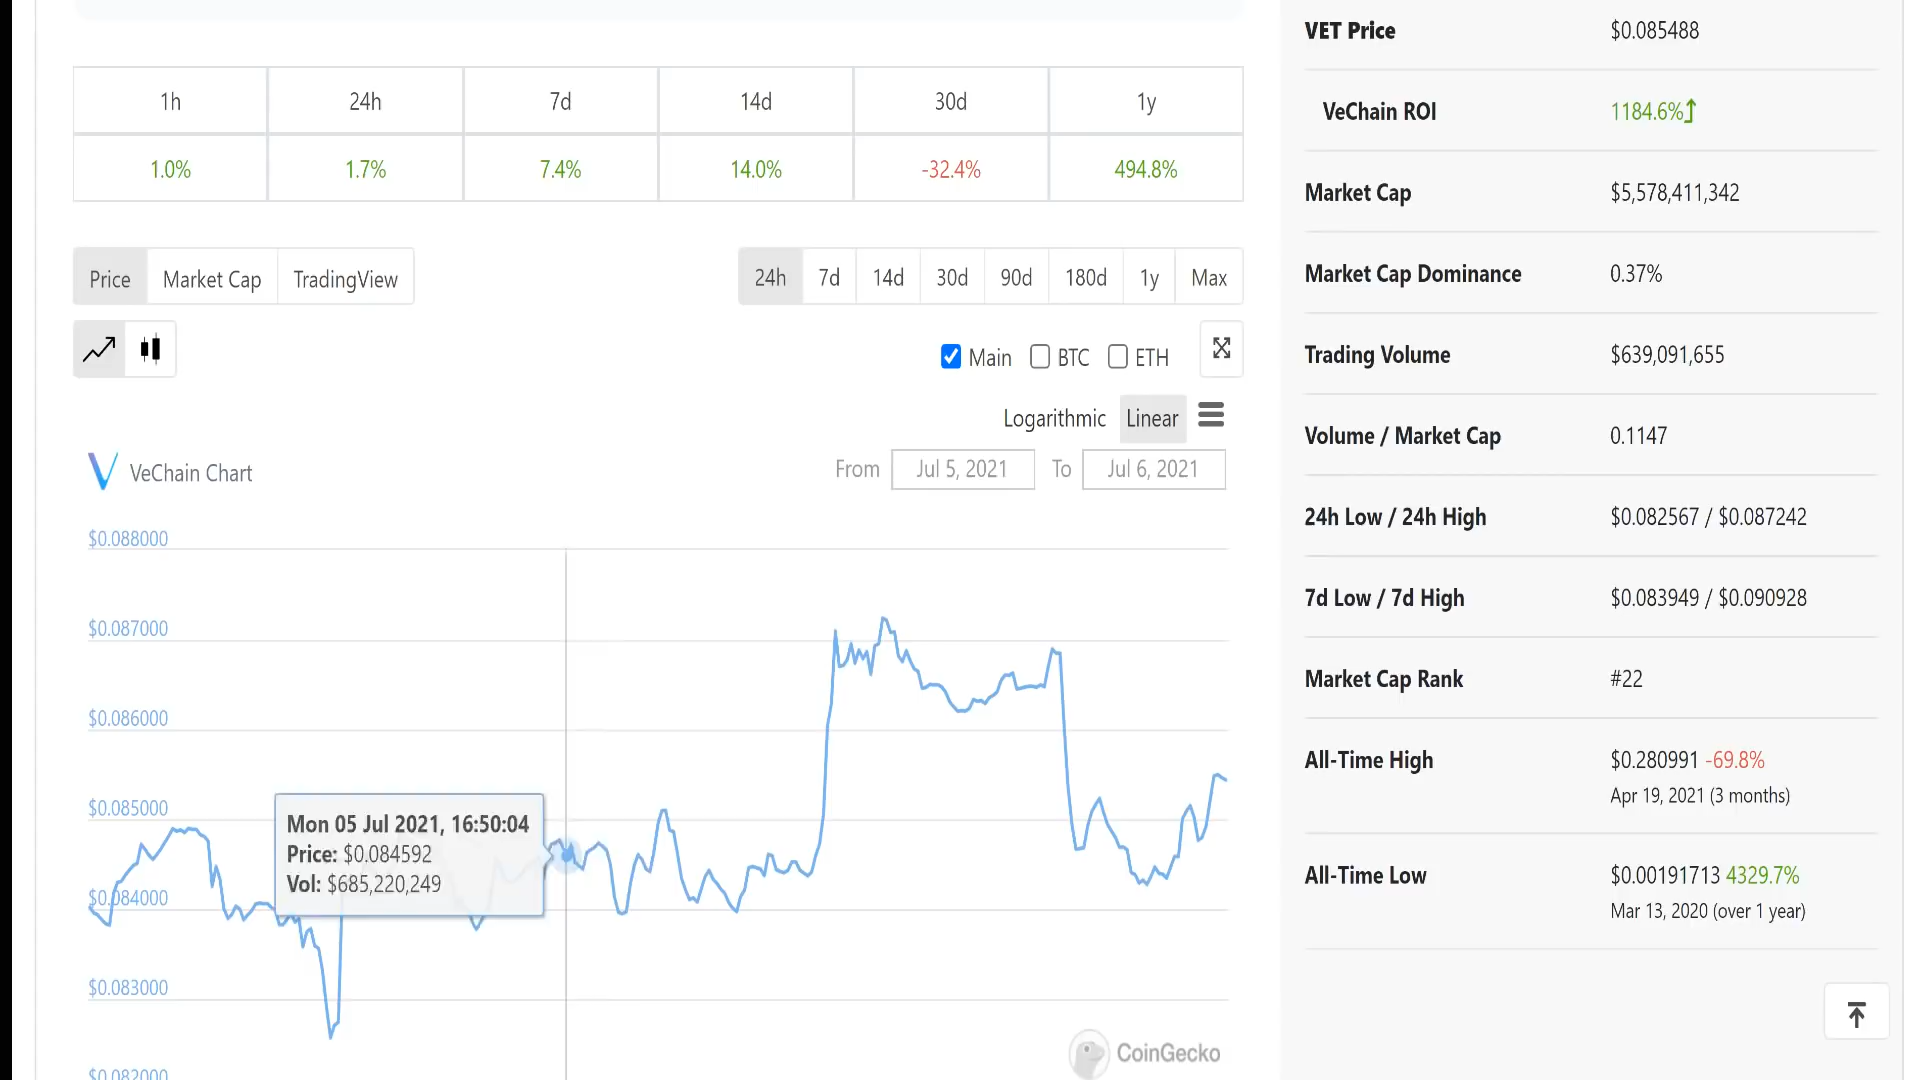 1h 24h 7d 14d 30d 1y
1.0% 1.7% 7.4% 14.0% -32.4% 494.8%
Price Market Cap TradingView
24h 7d 14d 30d 90d 180d 1y Max
Main BTC ETH
Logarithmic Linear
VeChain Chart
From Jul 5, 2021 To Jul 6, 2021
$0.088000
$0.087000
$0.086000
$0.085000
$0.084000
$0.083000
$0.082000
Mon 05 Jul 2021, 16:50:04
Price: $0.084592
Vol: $685,220,249
CoinGecko
VET Price $0.085488
VeChain ROI 1184.6%
Market Cap $5,578,411,342
Market Cap Dominance 0.37%
Trading Volume $639,091,655
Volume / Market Cap 0.1147
24h Low / 24h High $0.082567 / $0.087242
7d Low / 7d High $0.083949 / $0.090928
Market Cap Rank #22
All-Time High $0.280991 -69.8%
Apr 19, 2021 (3 months)
All-Time Low $0.00191713 4329.7%
Mar 13, 2020 (over 1 year)